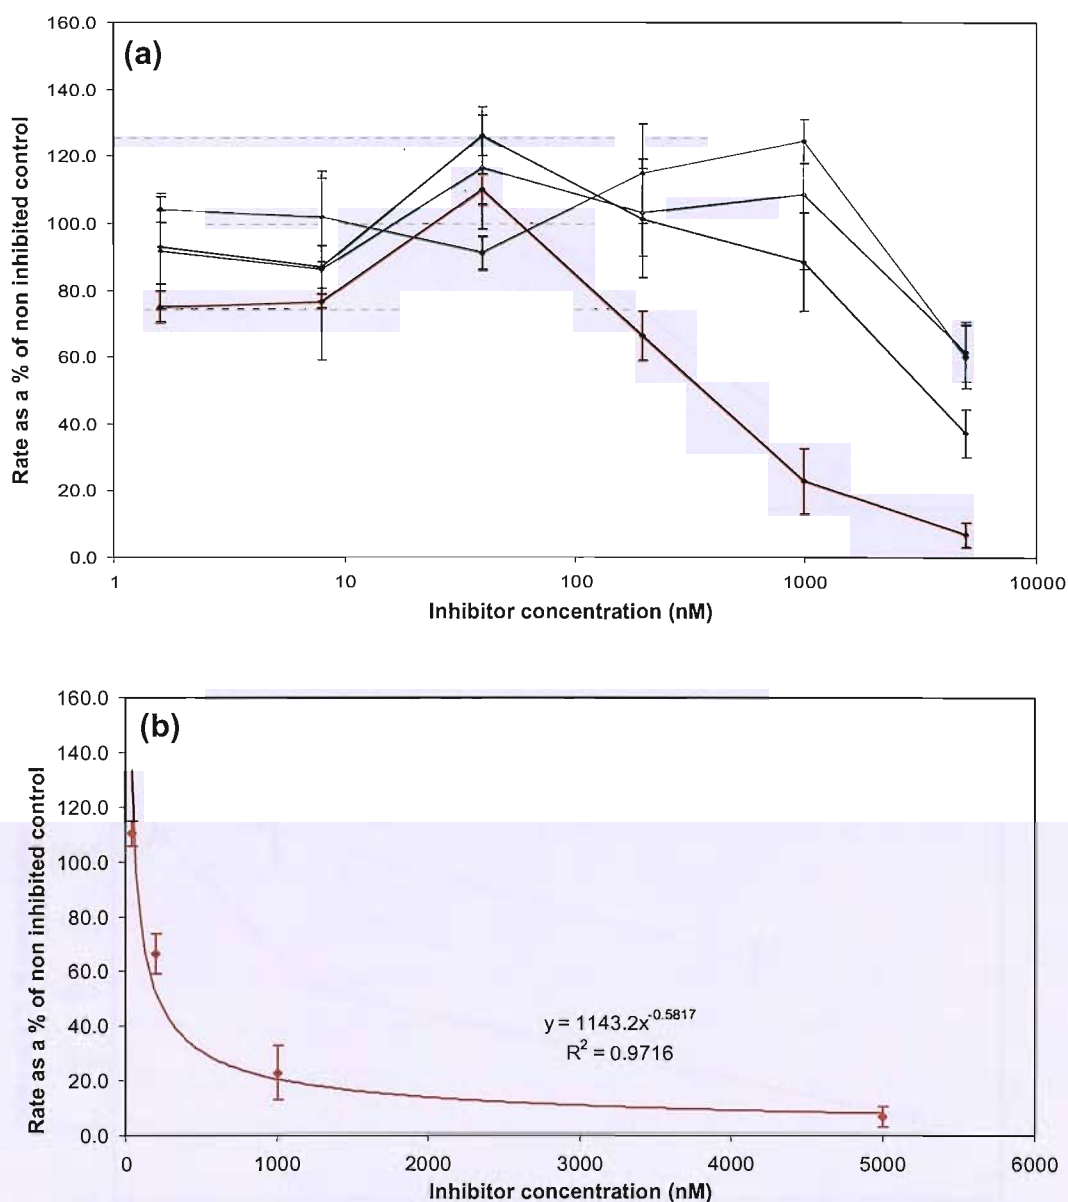 160.0
(a)
140.0
120.0
100.0
80.0
60.0
40.0
20.0
0.0
Rate as a % of non inhibited control
1 10 100 1000 10000
Inhibitor concentration (nM)
160.0
(b)
140.0
120.0
100.0
80.0
60.0
40.0
20.0
0.0
Rate as a % of non inhibited control
y = 1143.2x^-0.5817
R² = 0.9716
0 1000 2000 3000 4000 5000 6000
Inhibitor concentration (nM)